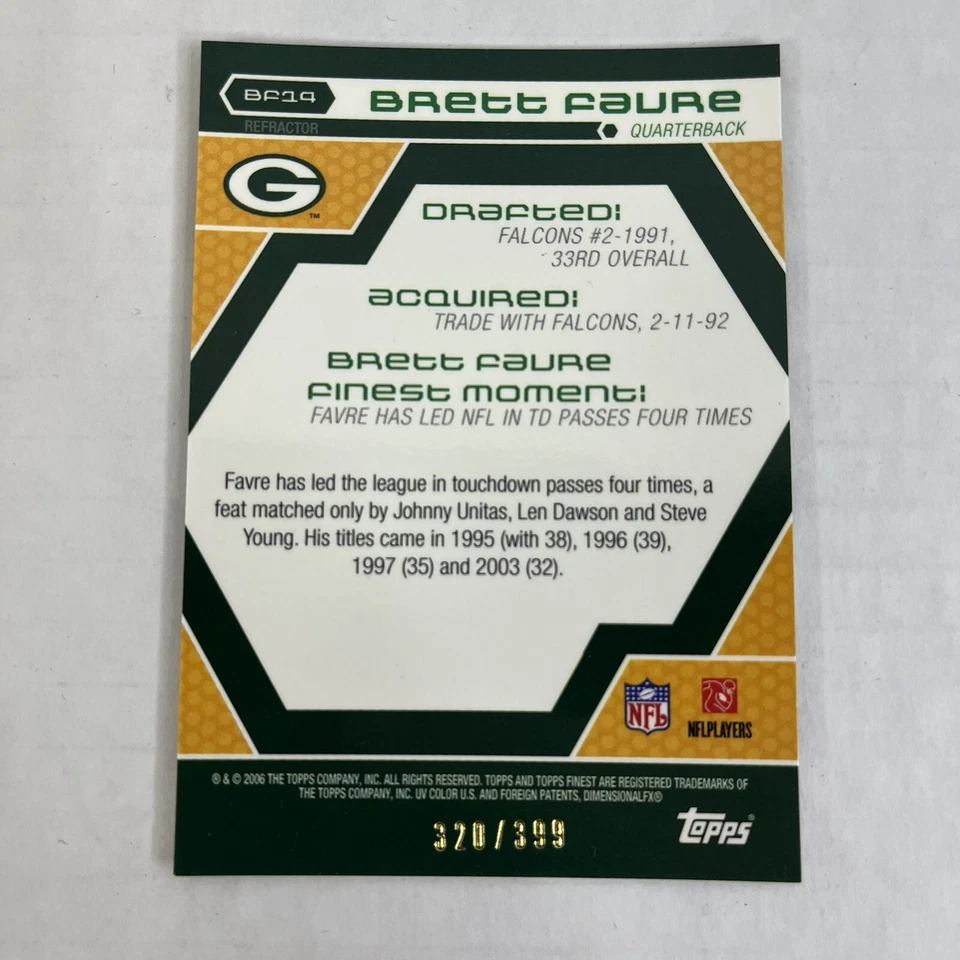 BF14
BRETT FAVRE
REFRACTOR
QUARTERBACK
G
TM
DRAFTED:
FALCONS #2-1991,
33RD OVERALL
ACQUIRED:
TRADE WITH FALCONS, 2-11-92
BRETT FAVRE
FINEST MOMENT:
FAVRE HAS LED NFL IN TD PASSES FOUR TIMES
Favre has led the league in touchdown passes four times, a
feat matched only by Johnny Unitas, Len Dawson and Steve
Young. His titles came in 1995 (with 38), 1996 (39),
1997 (35) and 2003 (32).
NFL
NFLPLAYERS
® & © 2006 THE TOPPS COMPANY, INC. ALL RIGHTS RESERVED. TOPPS AND TOPPS FINEST ARE REGISTERED TRADEMARKS OF
THE TOPPS COMPANY, INC. UV COLOR U.S. AND FOREIGN PATENTS, DIMENSIONALFX®
320/399
topps®